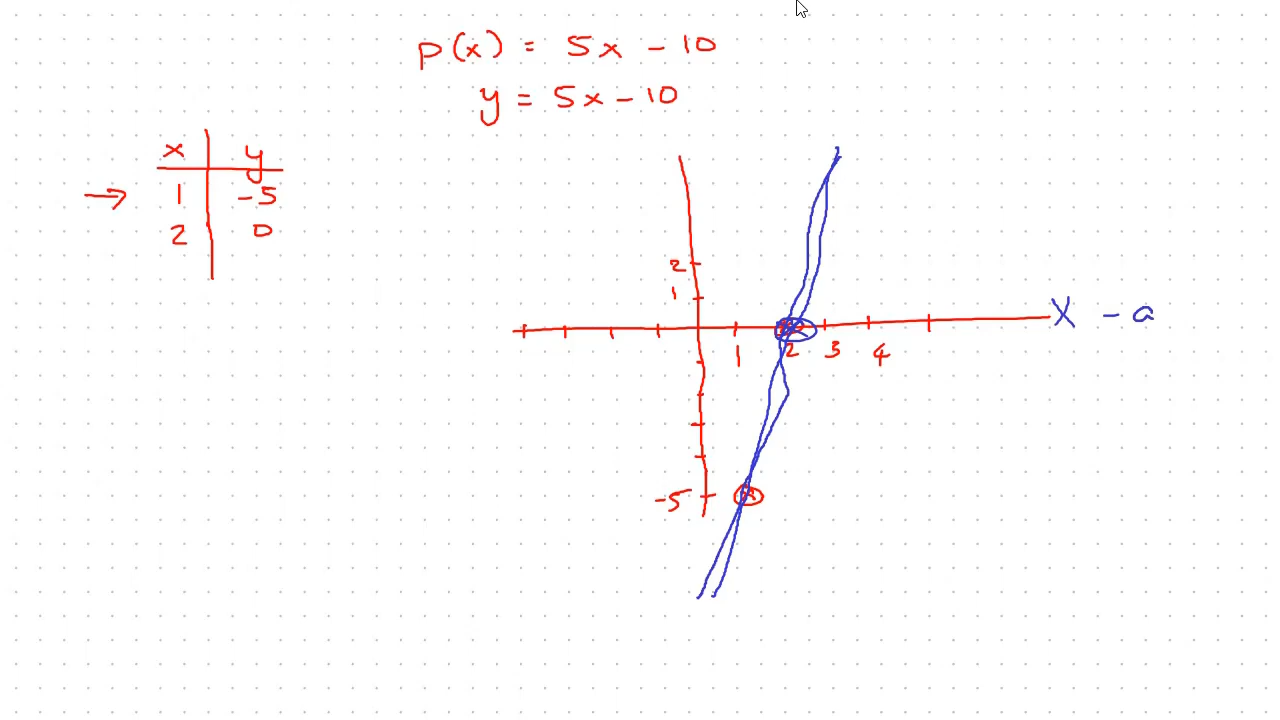 p(x) = 5x - 10
y = 5x - 10
x y
→ 1 -5
2 0
2
1
X - a
1 2 3 4
-5